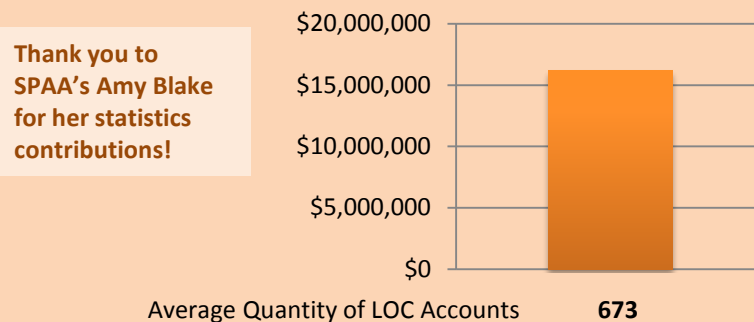 Thank you to
SPAA’s Amy Blake
for her statistics
contributions!
$20,000,000
$15,000,000
$10,000,000
$5,000,000
$0
Average Quantity of LOC Accounts 673